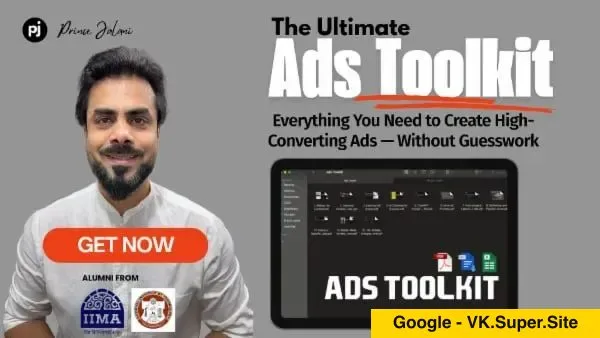 pj
Prince Jalani
The Ultimate
Ads Toolkit
Everything You Need to Create High-
Converting Ads — Without Guesswork
GET NOW
ALUMNI FROM
IIMA
ADS TOOLKIT
Google - VK.Super.Site